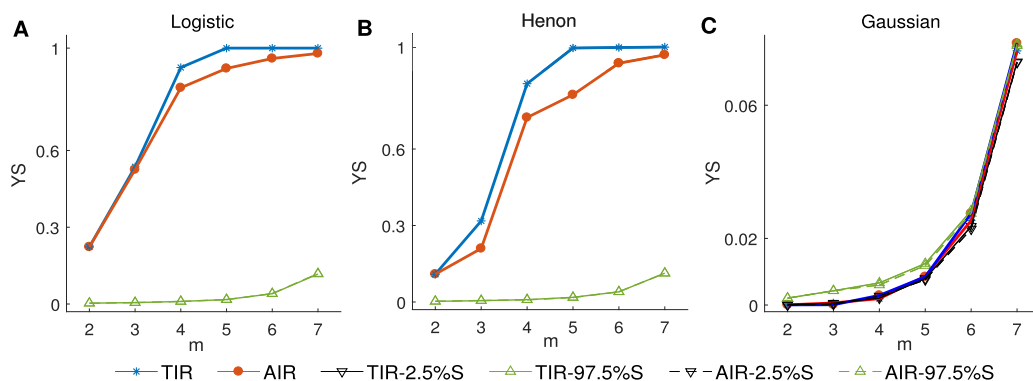 A
Logistic
1
0.6
0.3
0
YS
2 3 4 5 6 7
m
B
Henon
1
0.6
0.3
0
YS
2 3 4 5 6 7
m
C
Gaussian
0.06
0.02
0
YS
2 3 4 5 6 7
m
TIR AIR TIR-2.5%S TIR-97.5%S AIR-2.5%S AIR-97.5%S